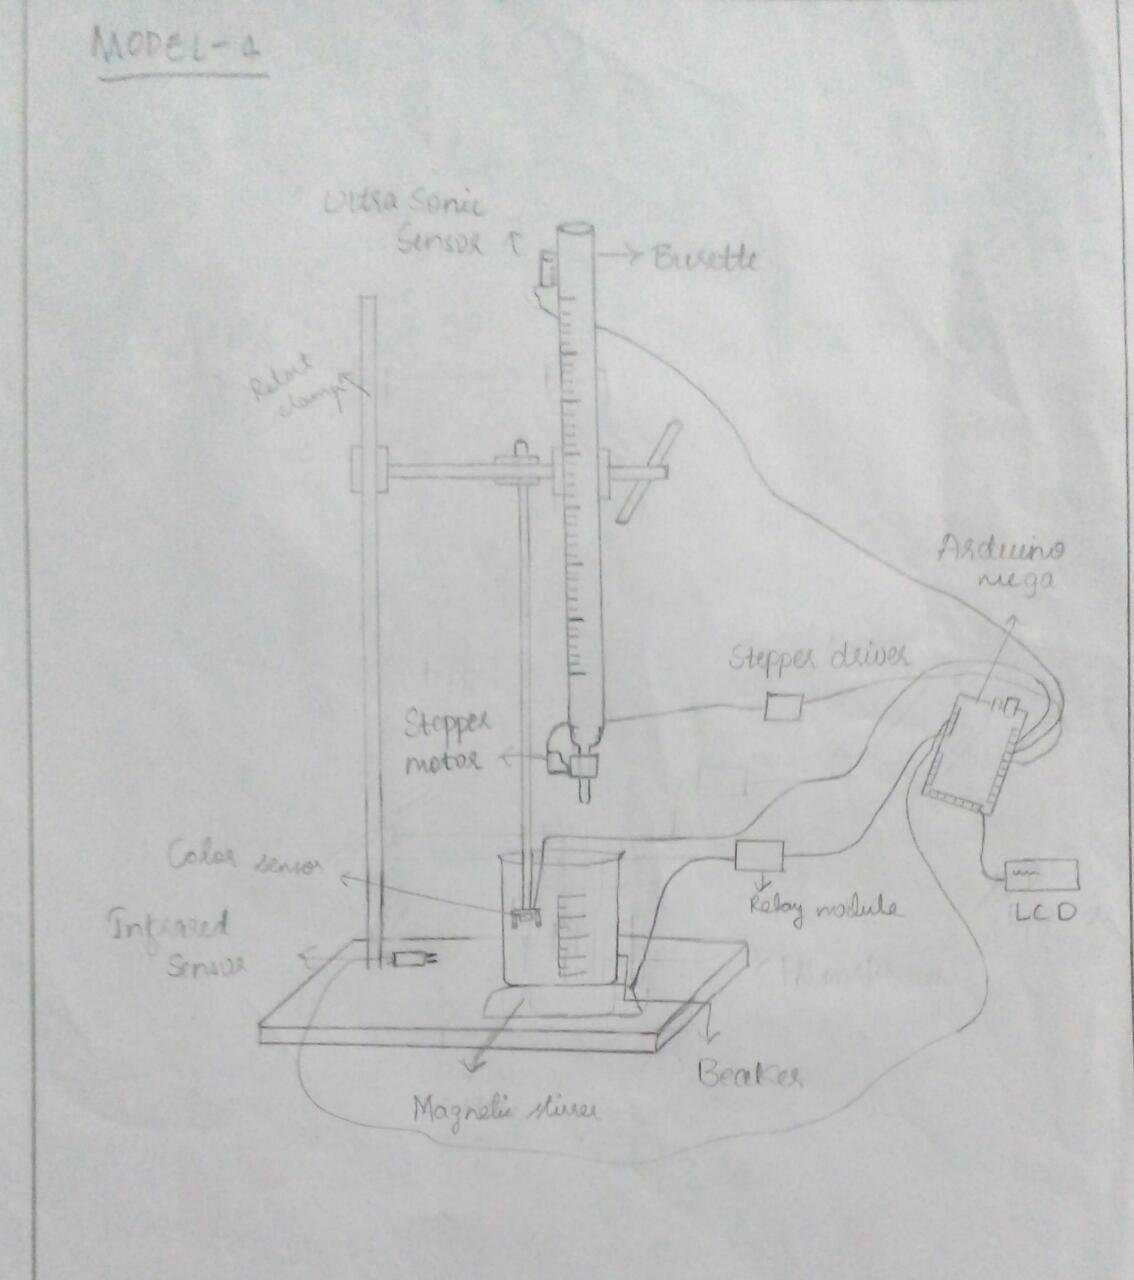 MODEL-1
Ultra Sonic
Sensor
Burette
Retort
clamp
Arduino
mega
Stepper driver
Stepper
motor
Color sensor
Relay module
LCD
Infrared
Sensor
Beaker
Magnetic stirrer